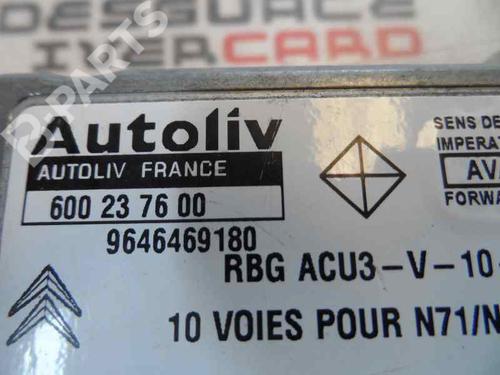 DESGUACE
IVERCARD
B-PARTS
Autoliv
AUTOLIV FRANCE
600 23 76 00
9646469180
SENS DE
IMPERAT
AV
FORWA
RBG ACU3-V-10
10 VOIES POUR N71/N